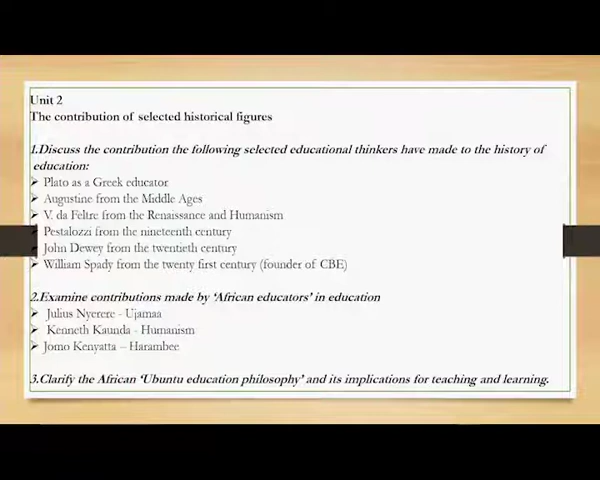 Unit 2
The contribution of selected historical figures
1.Discuss the contribution the following selected educational thinkers have made to the history of
education:
➢ Plato as a Greek educator
➢ Augustine from the Middle Ages
➢ V. da Feltre from the Renaissance and Humanism
➢ Pestalozzi from the nineteenth century
➢ John Dewey from the twentieth century
➢ William Spady from the twenty first century (founder of CBE)
2.Examine contributions made by 'African educators' in education
➢ Julius Nyerere - Ujamaa
➢ Kenneth Kaunda - Humanism
➢ Jomo Kenyatta – Harambee
3.Clarify the African 'Ubuntu education philosophy' and its implications for teaching and learning.